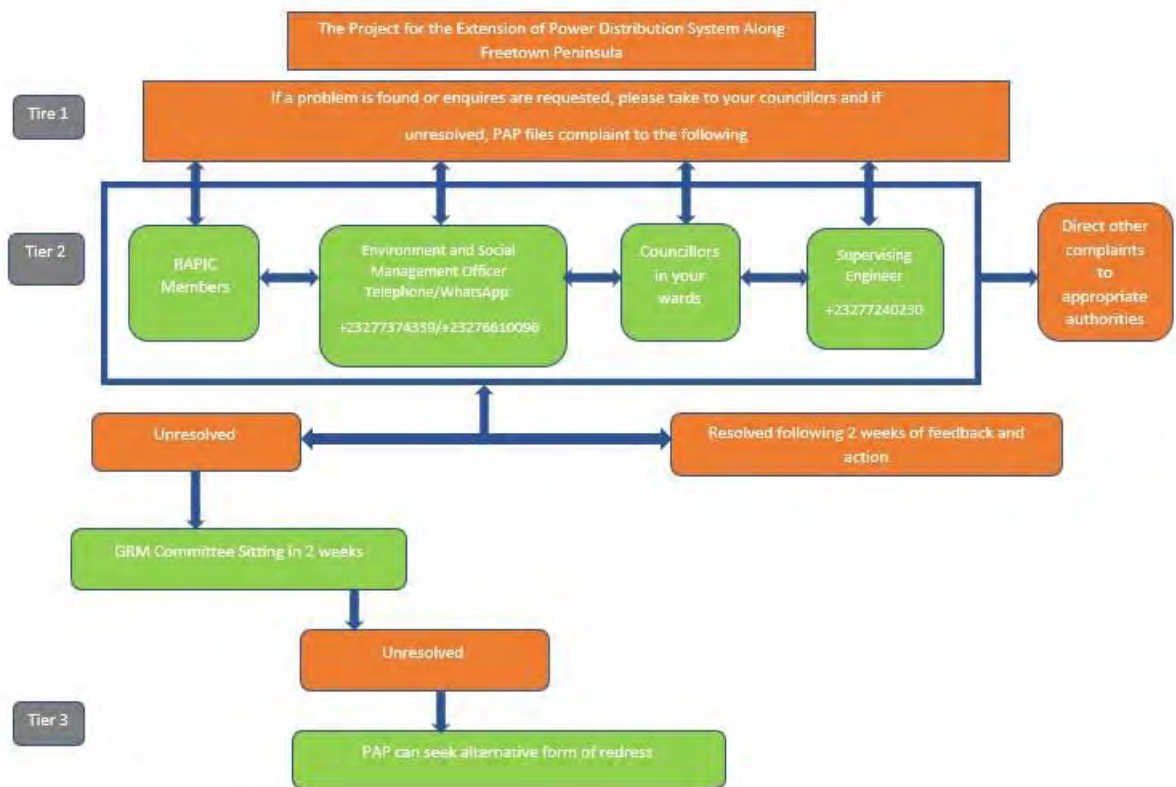 The Project for the Extension of Power Distribution System Along
Freetown Peninsula
Tire 1
If a problem is found or enquires are requested, please take to your councillors and if
unresolved, PAP files complaint to the following
Tier 2
RAPIC
Members
Environment and Social
Management Officer
Telephone/WhatsApp
+23277374339/+23276610096
Councillors
in your
wards
Supervising
Engineer
+23277240230
Direct other
complaints
to
appropriate
authorities
Unresolved
Resolved following 2 weeks of feedback and
action
GRM Committee Sitting in 2 weeks
Unresolved
Tier 3
PAP can seek alternative form of redress